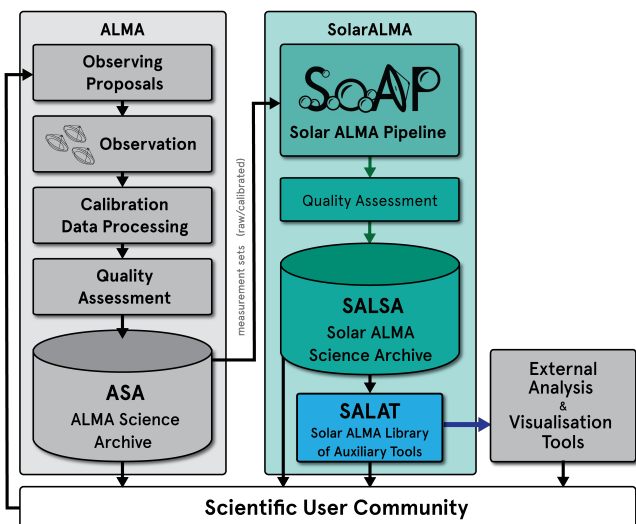 ALMA
Observing
Proposals
Observation
Calibration
Data Processing
Quality
Assessment
ASA
ALMA Science
Archive
measurement sets (raw/calibrated)
SolarALMA
SoAP
Solar ALMA Pipeline
Quality Assessment
SALSA
Solar ALMA
Science Archive
SALAT
Solar ALMA Library
of Auxiliary Tools
External
Analysis
&
Visualisation
Tools
Scientific User Community